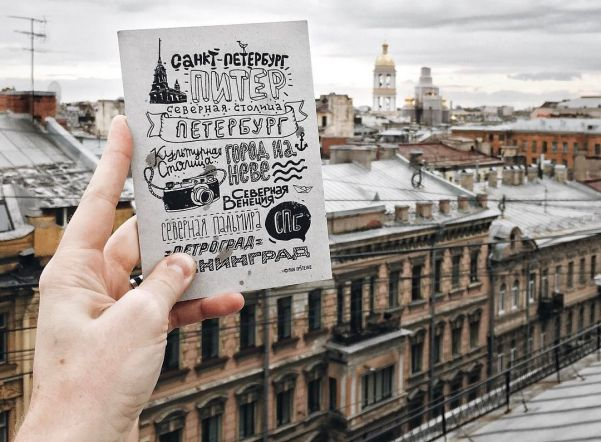 САНКТ-ПЕТЕРБУРГ
ПИТЕР
СЕВЕРНАЯ СТОЛИЦА
ПЕТЕРБУРГ
Культурная
Столица
ГОРОД НА
НЕВЕ
СЕВЕРНАЯ
ВЕНЕЦИЯ
СЕВЕРНАЯ ПАЛЬМИРА
СПБ
=ПЕТРОГРАД=
НИНГРАД